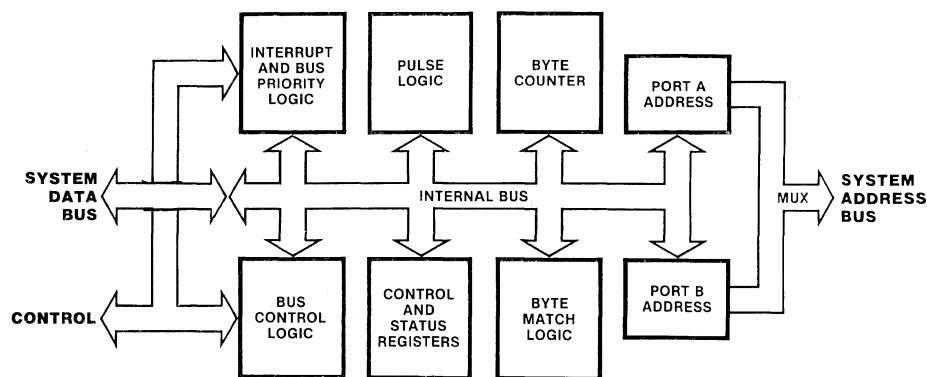 INTERRUPT
AND BUS
PRIORITY
LOGIC
PULSE
LOGIC
BYTE
COUNTER
PORT A
ADDRESS
SYSTEM
DATA
BUS
INTERNAL BUS
MUX
SYSTEM
ADDRESS
BUS
CONTROL
BUS
CONTROL
LOGIC
CONTROL
AND
STATUS
REGISTERS
BYTE
MATCH
LOGIC
PORT B
ADDRESS